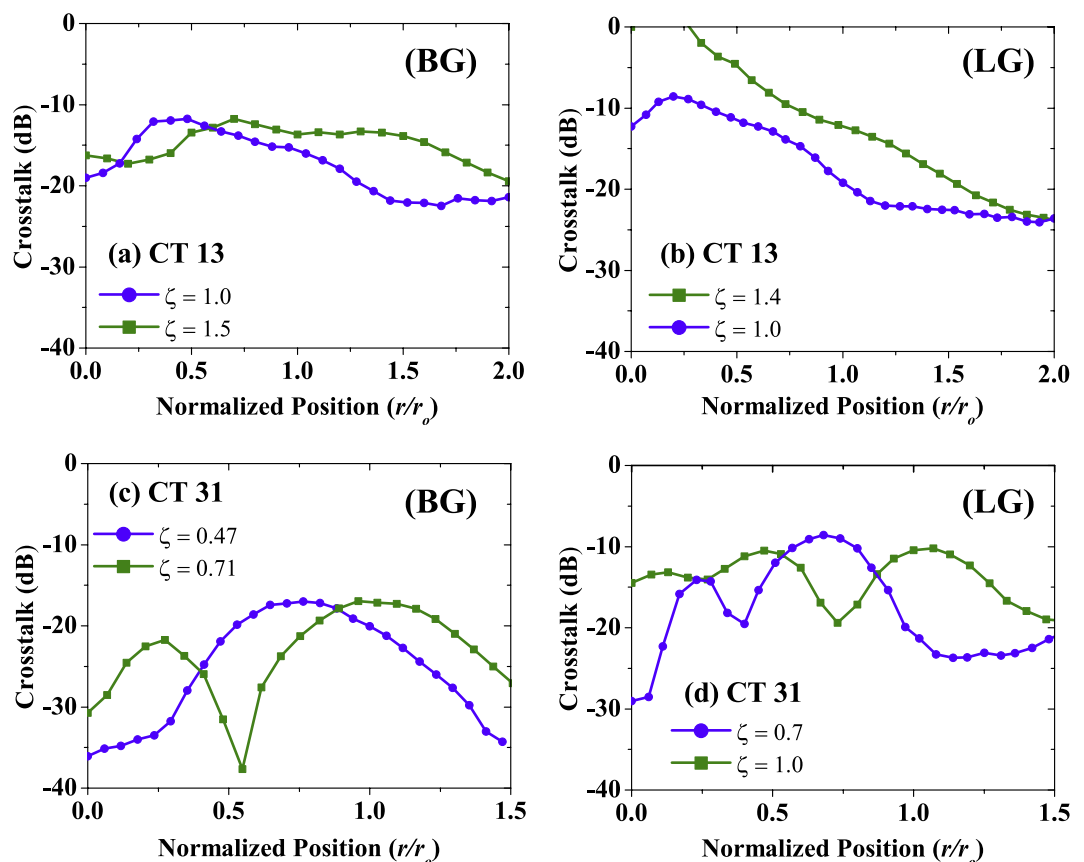 0
-10
-20
-30
-40
Crosstalk (dB)
(BG)
(a) CT 13
ζ = 1.0
ζ = 1.5
0.0 0.5 1.0 1.5 2.0
Normalized Position (r/rₒ)
0
-10
-20
-30
-40
Crosstalk (dB)
(LG)
(b) CT 13
ζ = 1.4
ζ = 1.0
0.0 0.5 1.0 1.5 2.0
Normalized Position (r/rₒ)
0
-10
-20
-30
-40
Crosstalk (dB)
(c) CT 31
(BG)
ζ = 0.47
ζ = 0.71
0.0 0.5 1.0 1.5
Normalized Position (r/rₒ)
0
-10
-20
-30
-40
Crosstalk (dB)
(LG)
(d) CT 31
ζ = 0.7
ζ = 1.0
0.0 0.5 1.0 1.5
Normalized Position (r/rₒ)